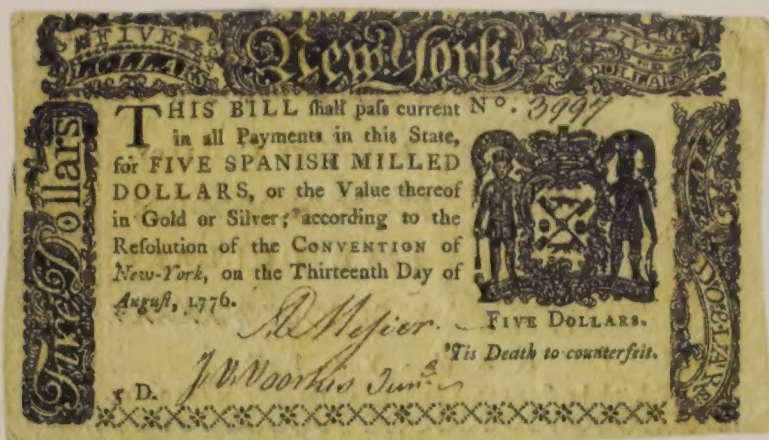 FIVE DOLLARS
New-York
FIVE DOLLARS
Five Dollars
THIS BILL ſhall paſs current
in all Payments in this State,
for FIVE SPANISH MILLED
DOLLARS, or the Value thereof
in Gold or Silver; according to the
Reſolution of the CONVENTION of
New-York, on the Thirteenth Day of
Auguſt, 1776.
No. 3997
FIVE DOLLARS.
'Tis Death to counterfeit.
5 D.
FIVE DOLLARS